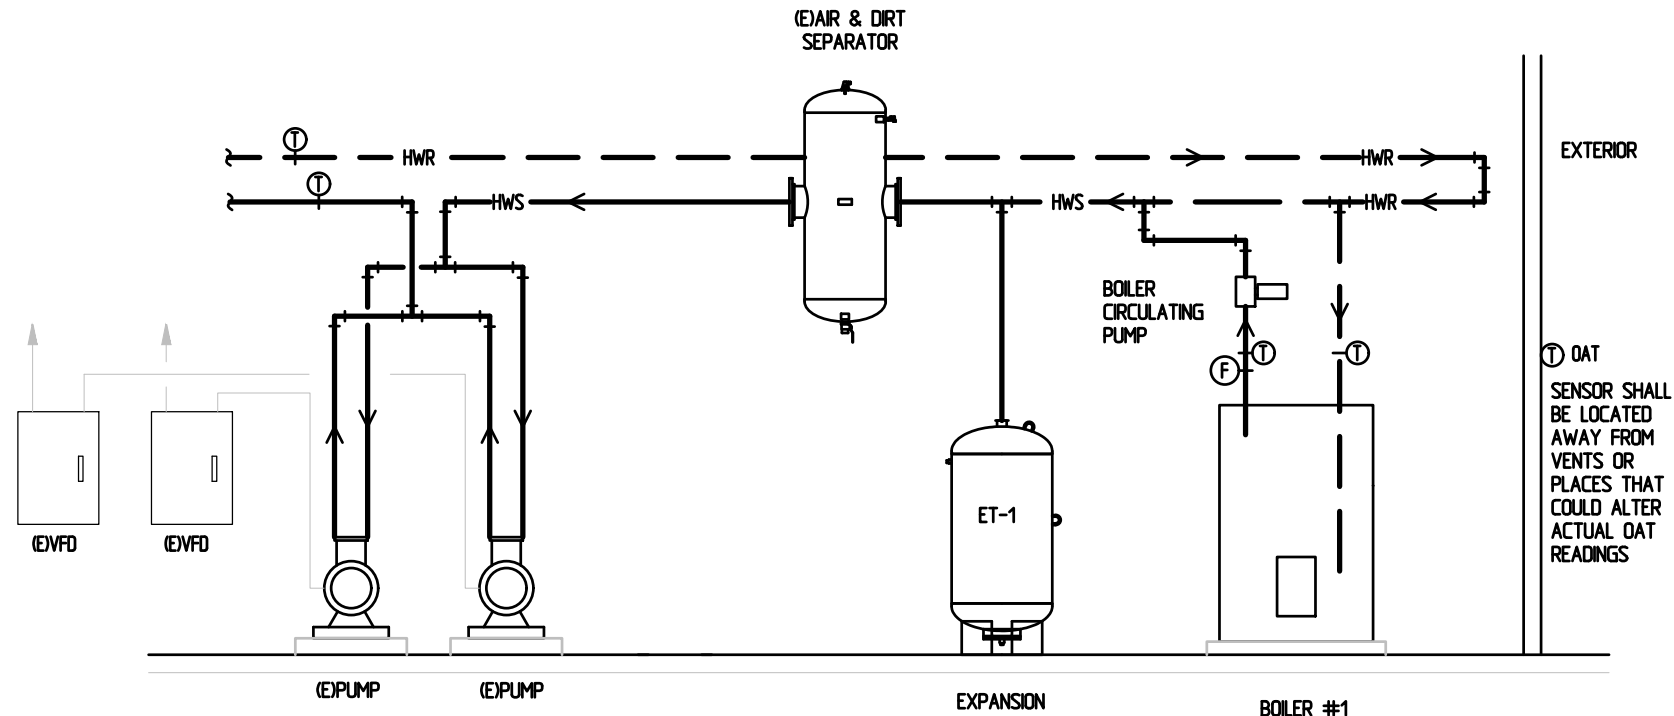 (E)AIR & DIRT
SEPARATOR
T
HWR
HWR
EXTERIOR
T
HWS
HWS
HWR
BOILER
CIRCULATING
PUMP
T
T
F
T OAT
SENSOR SHALL
BE LOCATED
AWAY FROM
VENTS OR
PLACES THAT
COULD ALTER
ACTUAL OAT
READINGS
ET-1
(E)VFD
(E)VFD
(E)PUMP
(E)PUMP
EXPANSION
BOILER #1